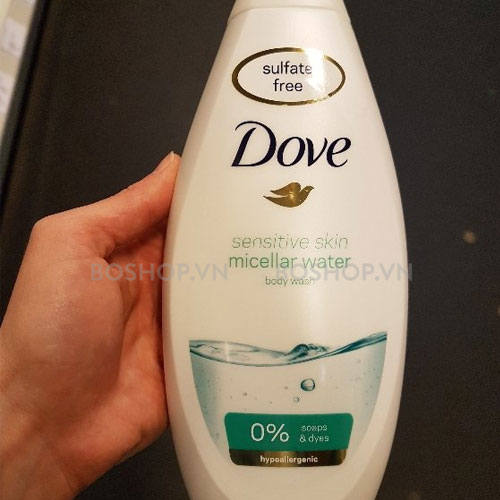 sulfate
free
Dove
sensitive skin
micellar water
BOSHOP.VN BOSHOP.VN
body wash
0% soaps
& dyes
hypoallergenic